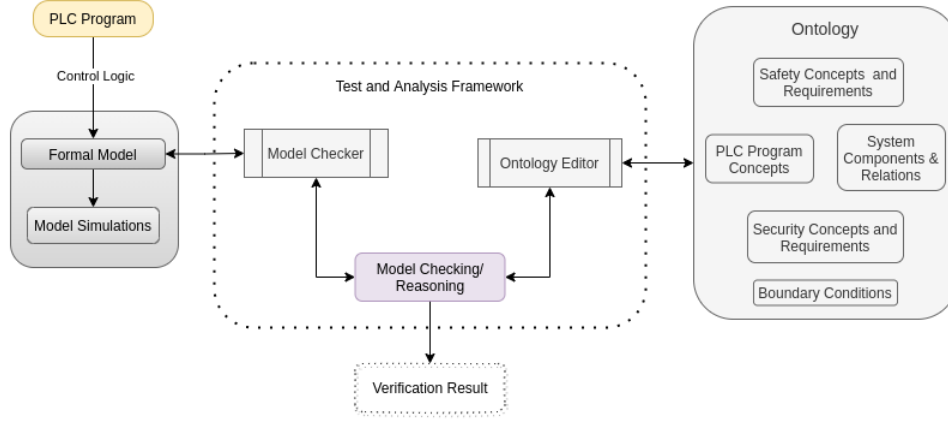 PLC Program
Control Logic
Formal Model
Model Simulations
Test and Analysis Framework
Model Checker
Ontology Editor
Model Checking/
Reasoning
Verification Result
Ontology
Safety Concepts and
Requirements
PLC Program
Concepts
System
Components &
Relations
Security Concepts and
Requirements
Boundary Conditions